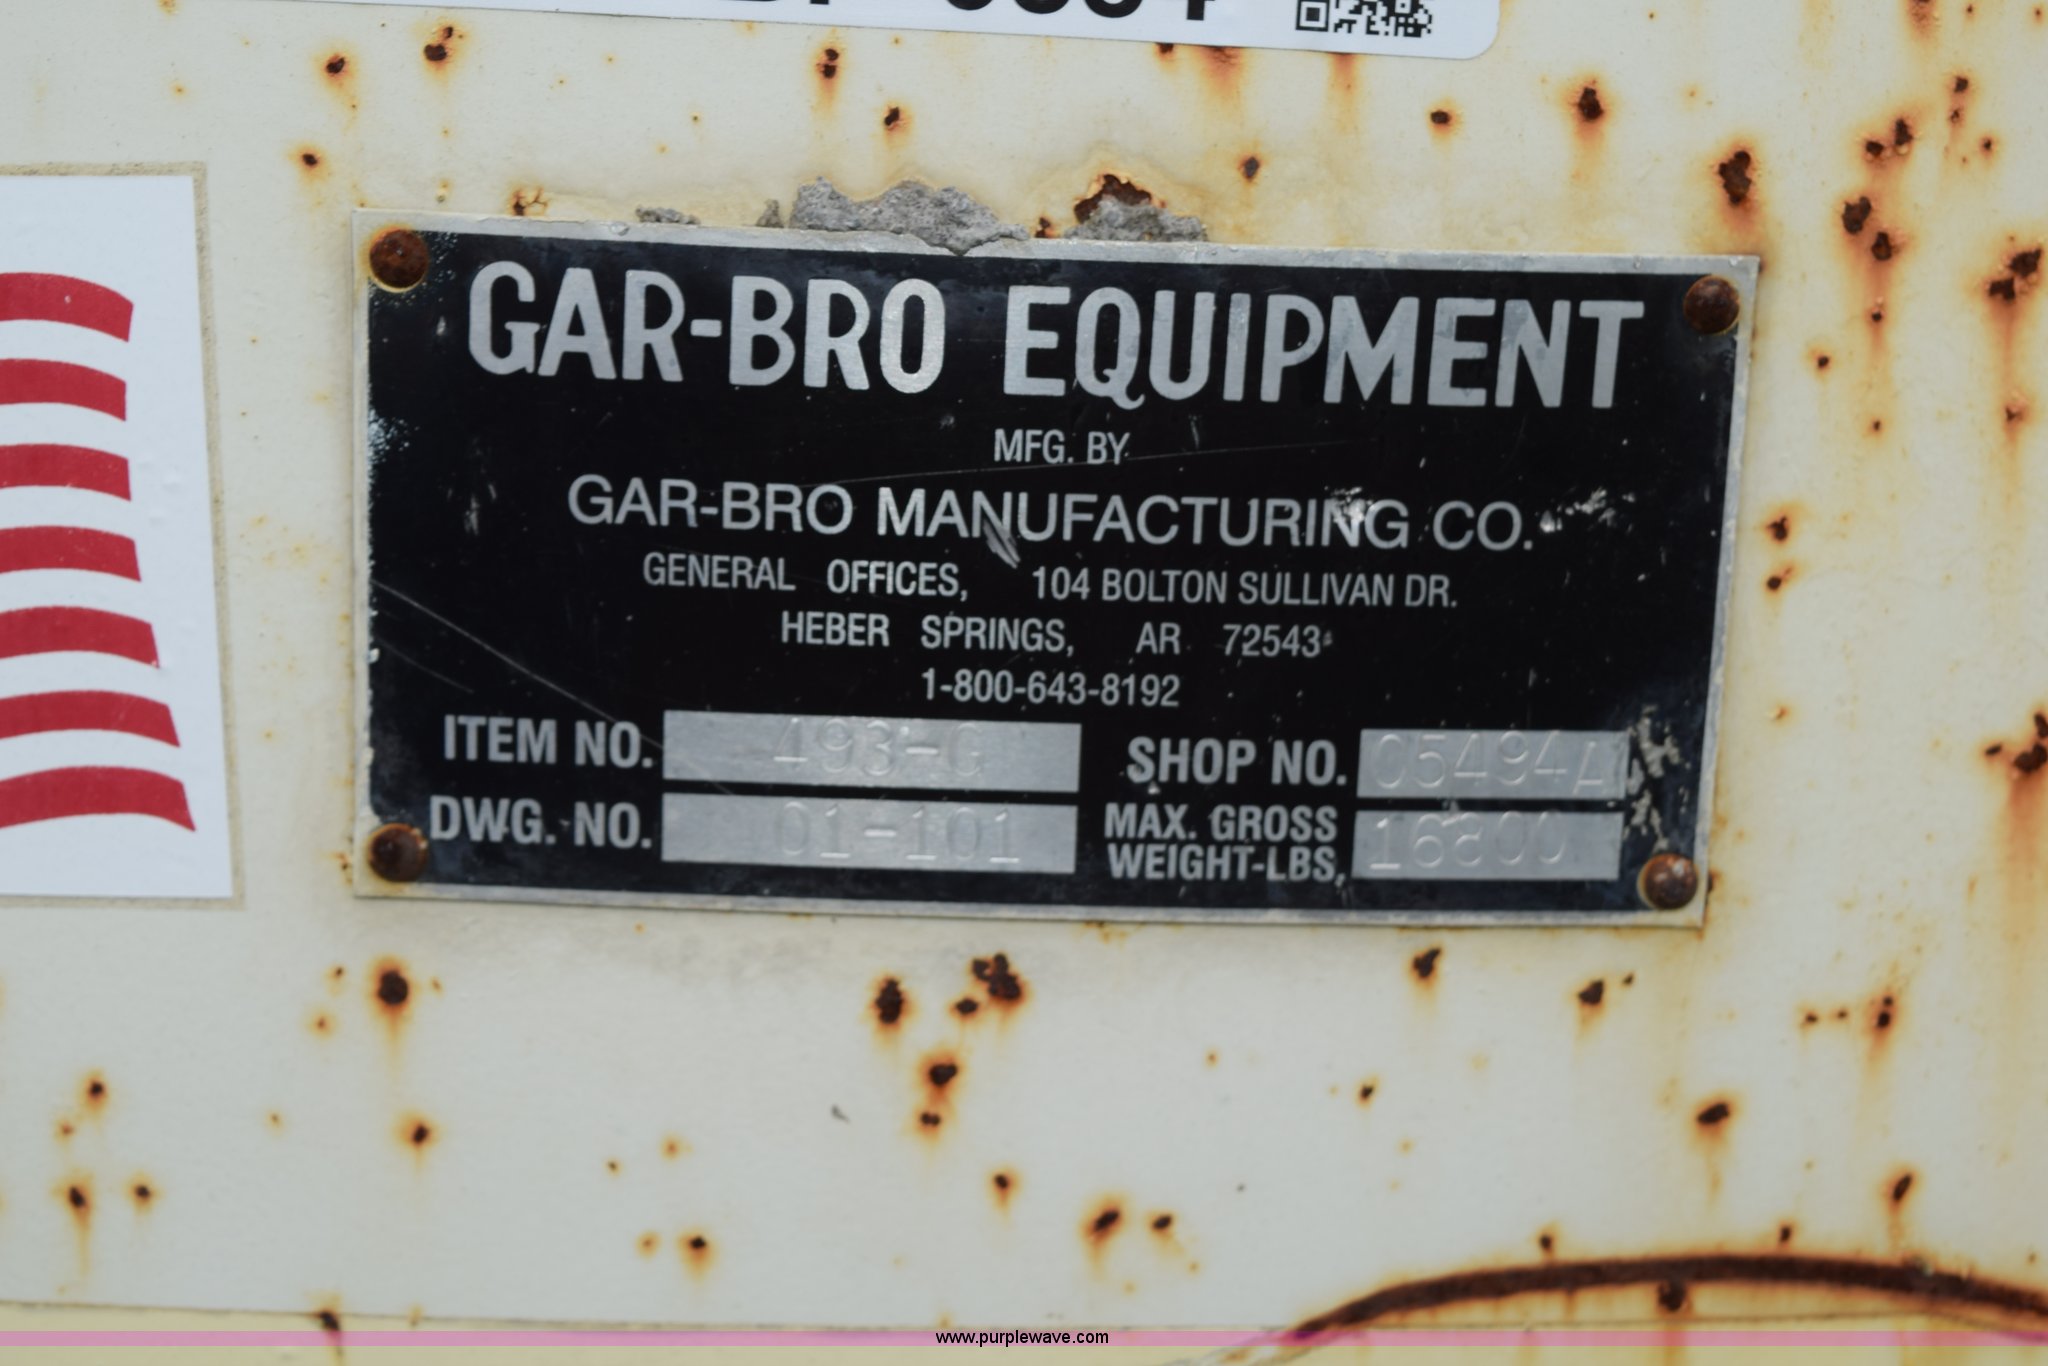 GAR-BRO EQUIPMENT
MFG. BY
GAR-BRO MANUFACTURING CO.
GENERAL OFFICES, 104 BOLTON SULLIVAN DR.
HEBER SPRINGS, AR 72543
1-800-643-8192
ITEM NO. 493-G SHOP NO. 05494A
DWG. NO. 01-101 MAX. GROSS
WEIGHT-LBS, 16800
www.purplewave.com